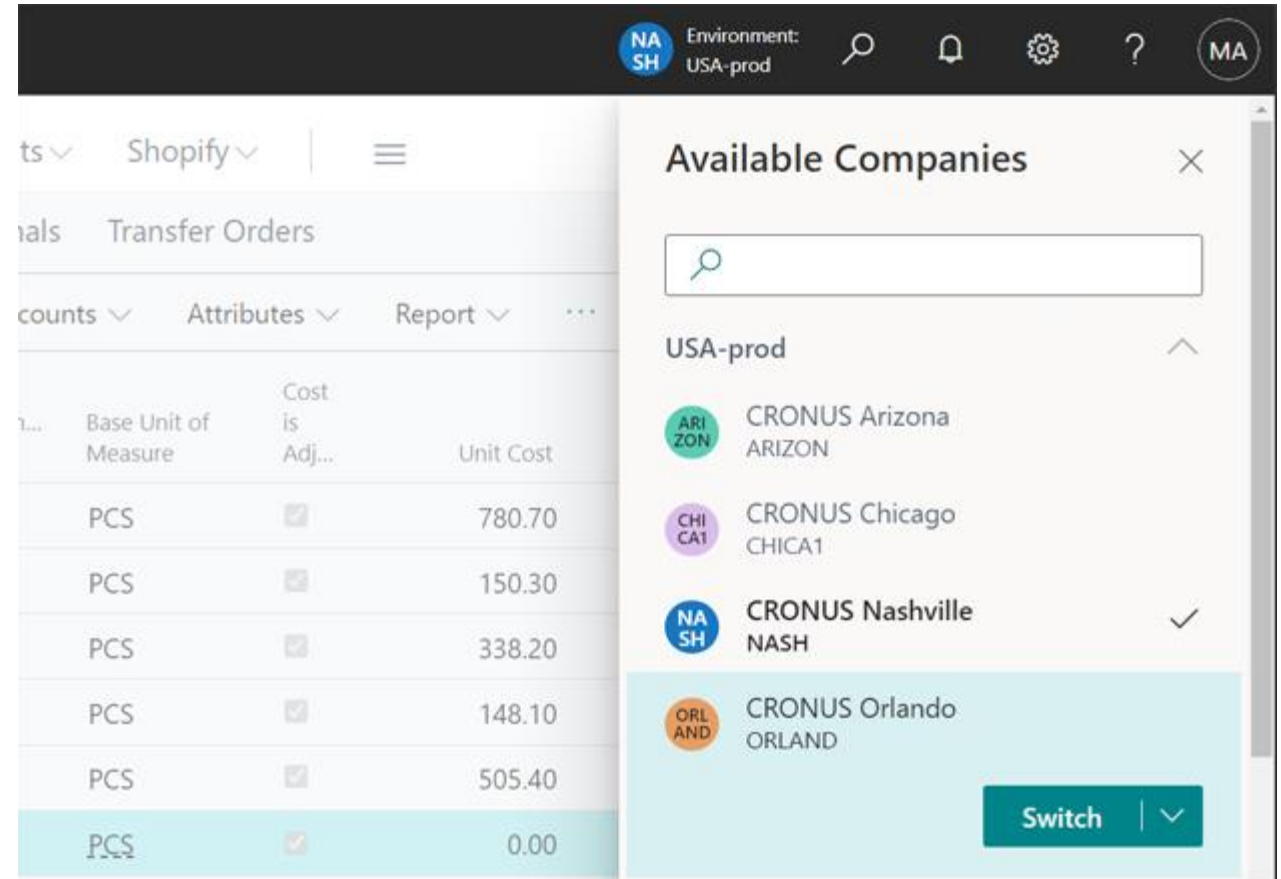 NA
SH
Environment:
USA-prod
?
MA
ts
Shopify
Available Companies
nals Transfer Orders
counts Attributes Report ...
USA-prod
n... Base Unit of
Measure
Cost
is
Adj...
Unit Cost
ARI
ZON
CRONUS Arizona
ARIZON
PCS 780.70
CHI
CA1
CRONUS Chicago
CHICA1
PCS 150.30
NA
SH
CRONUS Nashville
NASH
PCS 338.20
ORL
AND
CRONUS Orlando
ORLAND
PCS 148.10
PCS 505.40
Switch
PCS 0.00